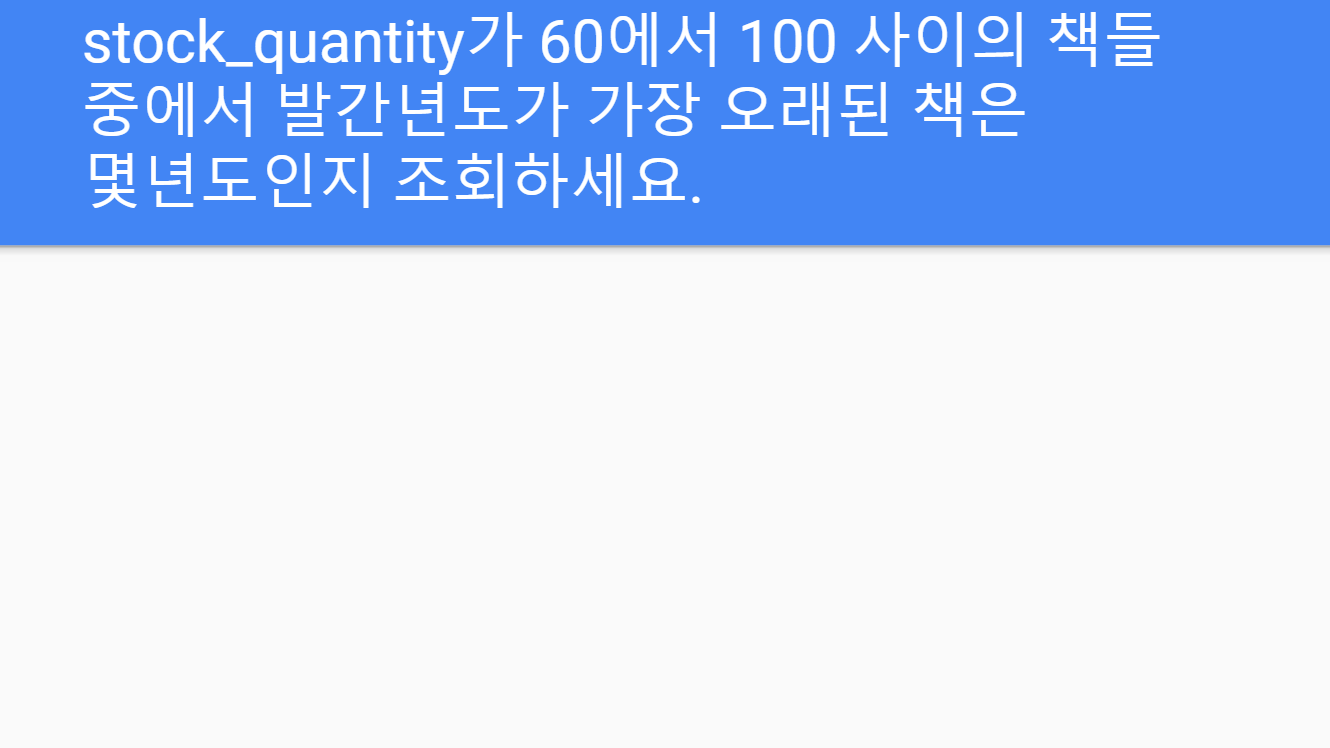 stock_quantity가 60에서 100 사이의 책들
중에서 발간년도가 가장 오래된 책은
몇년도인지 조회하세요.